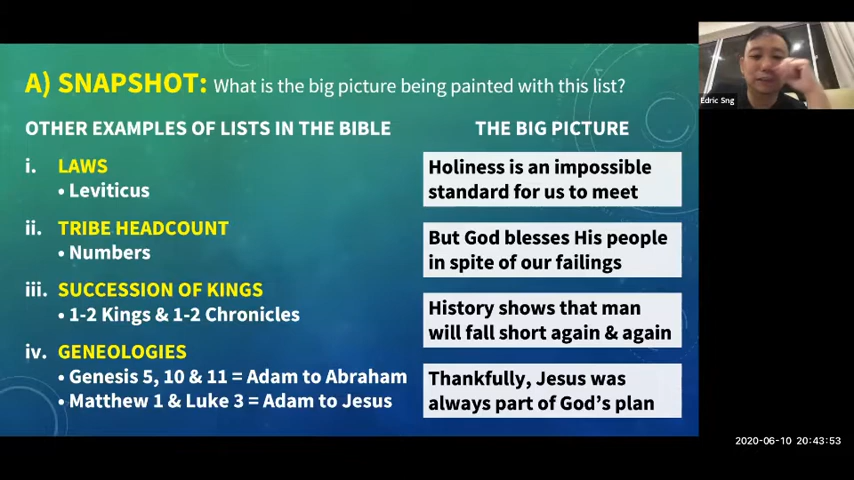 A) SNAPSHOT: What is the big picture being painted with this list?
OTHER EXAMPLES OF LISTS IN THE BIBLE
THE BIG PICTURE
i. LAWS
• Leviticus
Holiness is an impossible
standard for us to meet
ii. TRIBE HEADCOUNT
• Numbers
But God blesses His people
in spite of our failings
iii. SUCCESSION OF KINGS
• 1-2 Kings & 1-2 Chronicles
History shows that man
will fall short again & again
iv. GENEOLOGIES
• Genesis 5, 10 & 11 = Adam to Abraham
• Matthew 1 & Luke 3 = Adam to Jesus
Thankfully, Jesus was
always part of God's plan
Edric Sng
2020-06-10 20:43:53